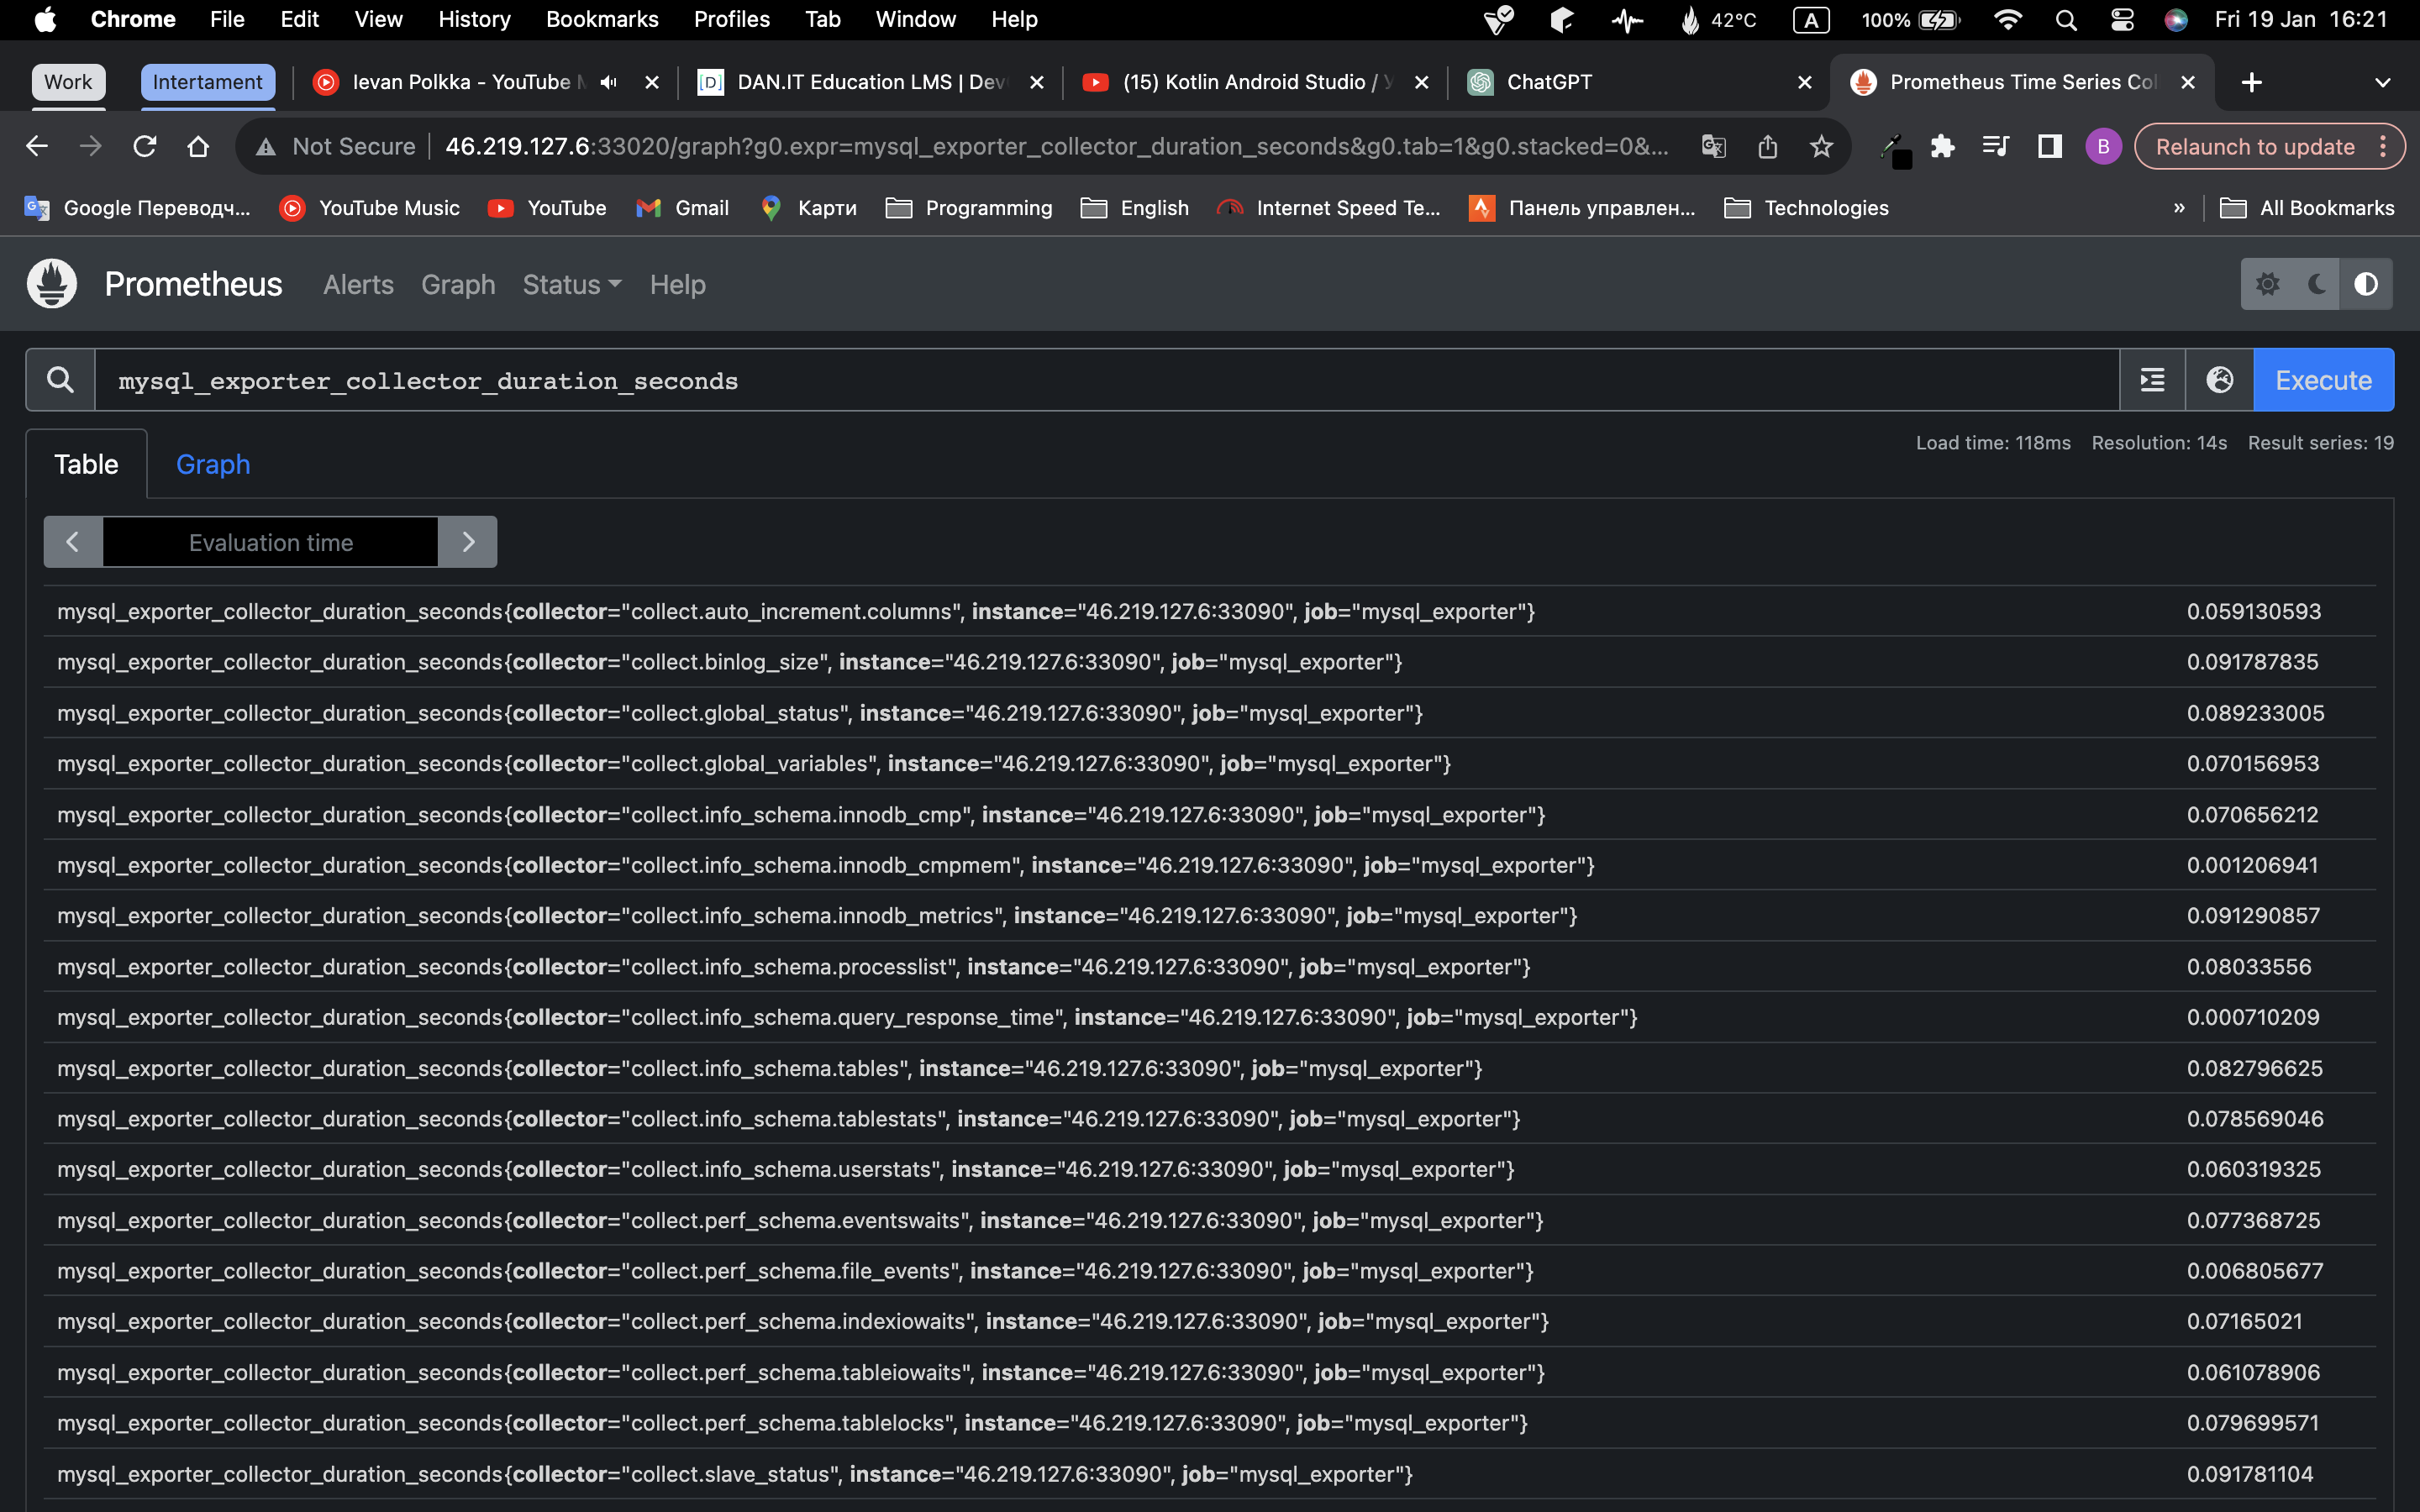 Chrome File Edit View History Bookmarks Profiles Tab Window Help 42°C A 100% Fri 19 Jan 16:21
Work Intertament Ievan Polkka - YouTube M DAN.IT Education LMS | Dev (15) Kotlin Android Studio / У ChatGPT Prometheus Time Series Col
Not Secure 46.219.127.6:33020/graph?g0.expr=mysql_exporter_collector_duration_seconds&g0.tab=1&g0.stacked=0&... B Relaunch to update
Google Переводч... YouTube Music YouTube Gmail Карти Programming English Internet Speed Te... Панель управлен... Technologies » All Bookmarks
Prometheus Alerts Graph Status Help
mysql_exporter_collector_duration_seconds Execute
Table Graph Load time: 118ms Resolution: 14s Result series: 19
Evaluation time
mysql_exporter_collector_duration_seconds{collector="collect.auto_increment.columns", instance="46.219.127.6:33090", job="mysql_exporter"} 0.059130593
mysql_exporter_collector_duration_seconds{collector="collect.binlog_size", instance="46.219.127.6:33090", job="mysql_exporter"} 0.091787835
mysql_exporter_collector_duration_seconds{collector="collect.global_status", instance="46.219.127.6:33090", job="mysql_exporter"} 0.089233005
mysql_exporter_collector_duration_seconds{collector="collect.global_variables", instance="46.219.127.6:33090", job="mysql_exporter"} 0.070156953
mysql_exporter_collector_duration_seconds{collector="collect.info_schema.innodb_cmp", instance="46.219.127.6:33090", job="mysql_exporter"} 0.070656212
mysql_exporter_collector_duration_seconds{collector="collect.info_schema.innodb_cmpmem", instance="46.219.127.6:33090", job="mysql_exporter"} 0.001206941
mysql_exporter_collector_duration_seconds{collector="collect.info_schema.innodb_metrics", instance="46.219.127.6:33090", job="mysql_exporter"} 0.091290857
mysql_exporter_collector_duration_seconds{collector="collect.info_schema.processlist", instance="46.219.127.6:33090", job="mysql_exporter"} 0.08033556
mysql_exporter_collector_duration_seconds{collector="collect.info_schema.query_response_time", instance="46.219.127.6:33090", job="mysql_exporter"} 0.000710209
mysql_exporter_collector_duration_seconds{collector="collect.info_schema.tables", instance="46.219.127.6:33090", job="mysql_exporter"} 0.082796625
mysql_exporter_collector_duration_seconds{collector="collect.info_schema.tablestats", instance="46.219.127.6:33090", job="mysql_exporter"} 0.078569046
mysql_exporter_collector_duration_seconds{collector="collect.info_schema.userstats", instance="46.219.127.6:33090", job="mysql_exporter"} 0.060319325
mysql_exporter_collector_duration_seconds{collector="collect.perf_schema.eventswaits", instance="46.219.127.6:33090", job="mysql_exporter"} 0.077368725
mysql_exporter_collector_duration_seconds{collector="collect.perf_schema.file_events", instance="46.219.127.6:33090", job="mysql_exporter"} 0.006805677
mysql_exporter_collector_duration_seconds{collector="collect.perf_schema.indexiowaits", instance="46.219.127.6:33090", job="mysql_exporter"} 0.07165021
mysql_exporter_collector_duration_seconds{collector="collect.perf_schema.tableiowaits", instance="46.219.127.6:33090", job="mysql_exporter"} 0.061078906
mysql_exporter_collector_duration_seconds{collector="collect.perf_schema.tablelocks", instance="46.219.127.6:33090", job="mysql_exporter"} 0.079699571
mysql_exporter_collector_duration_seconds{collector="collect.slave_status", instance="46.219.127.6:33090", job="mysql_exporter"} 0.091781104